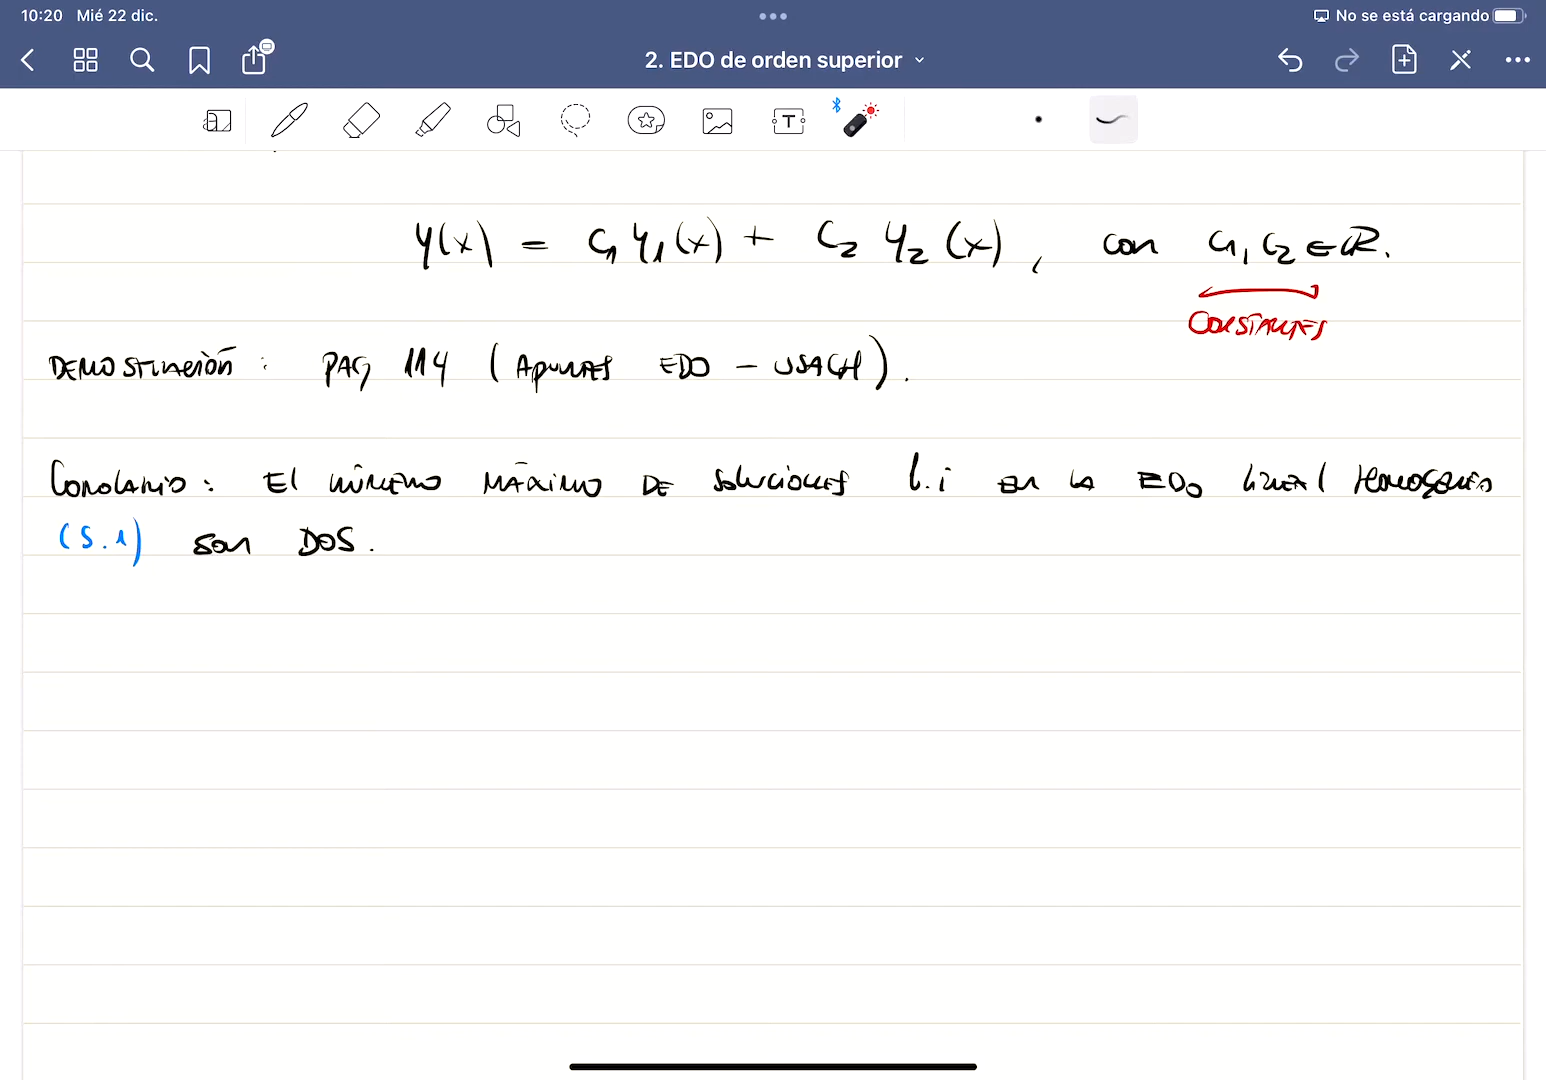 10:20 Mié 22 dic.
No se está cargando
2. EDO de orden superior
T
y(x) = C1 y1(x) + C2 y2(x), con C1, C2 ∈ R.
CONSTANTES
DEMOSTRACIÓN: PAG 114 (APUNTES EDO - USACH).
COROLARIO: El NÚMERO MÁXIMO DE SOLUCIONES l.i EN LA EDO LINEAL HOMOGENEA
(5.1) SON DOS.